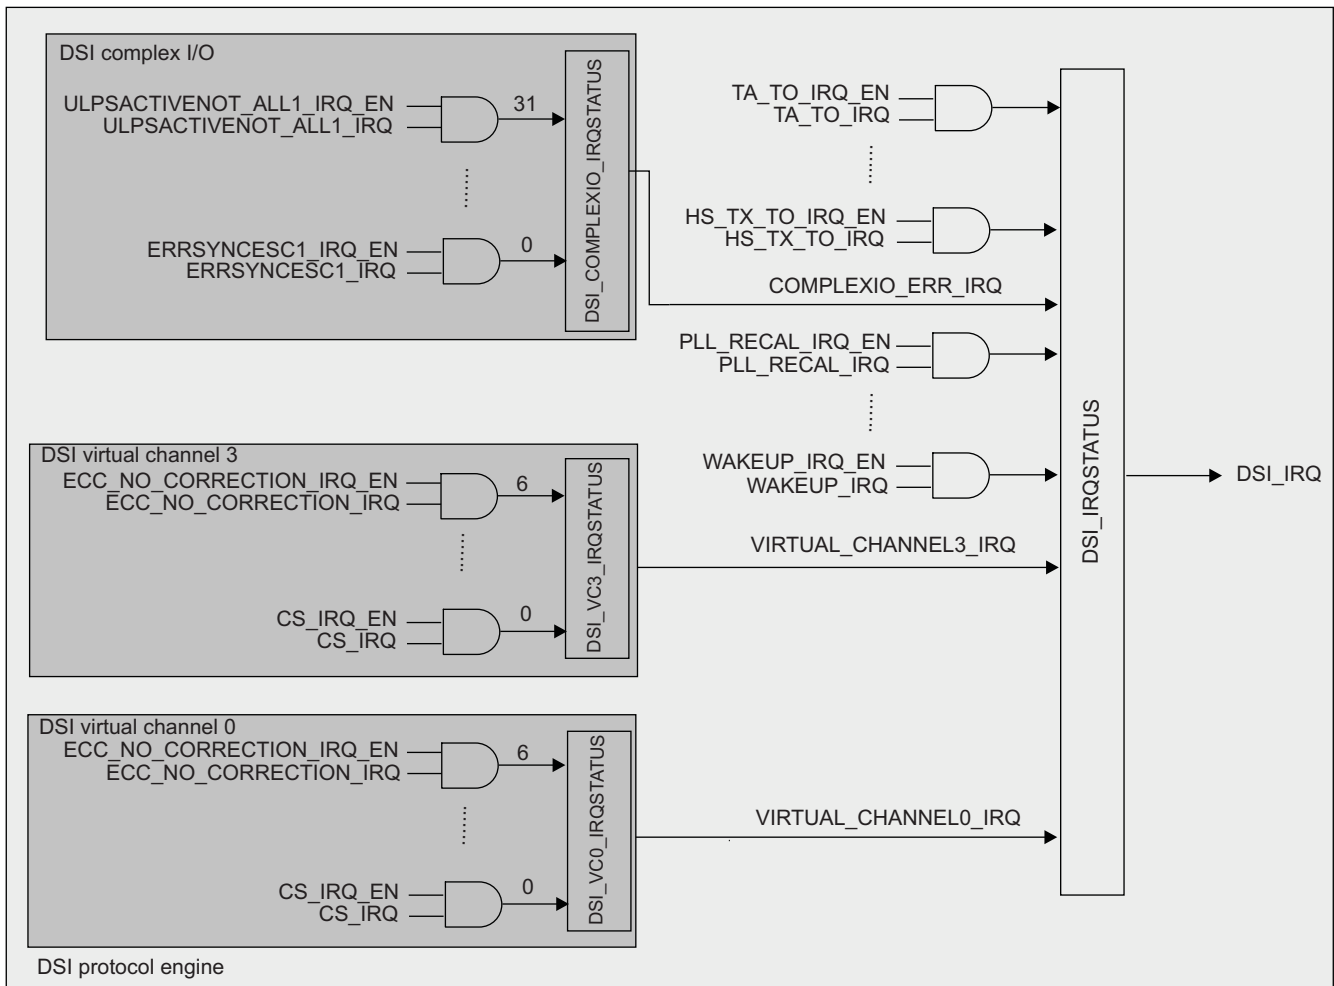 DSI complex I/O
ULPSACTIVENOT_ALL1_IRQ_EN
ULPSACTIVENOT_ALL1_IRQ
31
ERRSYNCESC1_IRQ_EN
ERRSYNCESC1_IRQ
0
DSI_COMPLEXIO_IRQSTATUS
TA_TO_IRQ_EN
TA_TO_IRQ
HS_TX_TO_IRQ_EN
HS_TX_TO_IRQ
COMPLEXIO_ERR_IRQ
PLL_RECAL_IRQ_EN
PLL_RECAL_IRQ
WAKEUP_IRQ_EN
WAKEUP_IRQ
DSI virtual channel 3
ECC_NO_CORRECTION_IRQ_EN
ECC_NO_CORRECTION_IRQ
6
CS_IRQ_EN
CS_IRQ
0
DSI_VC3_IRQSTATUS
VIRTUAL_CHANNEL3_IRQ
DSI virtual channel 0
ECC_NO_CORRECTION_IRQ_EN
ECC_NO_CORRECTION_IRQ
6
CS_IRQ_EN
CS_IRQ
0
DSI_VC0_IRQSTATUS
VIRTUAL_CHANNEL0_IRQ
DSI_IRQSTATUS
DSI_IRQ
DSI protocol engine